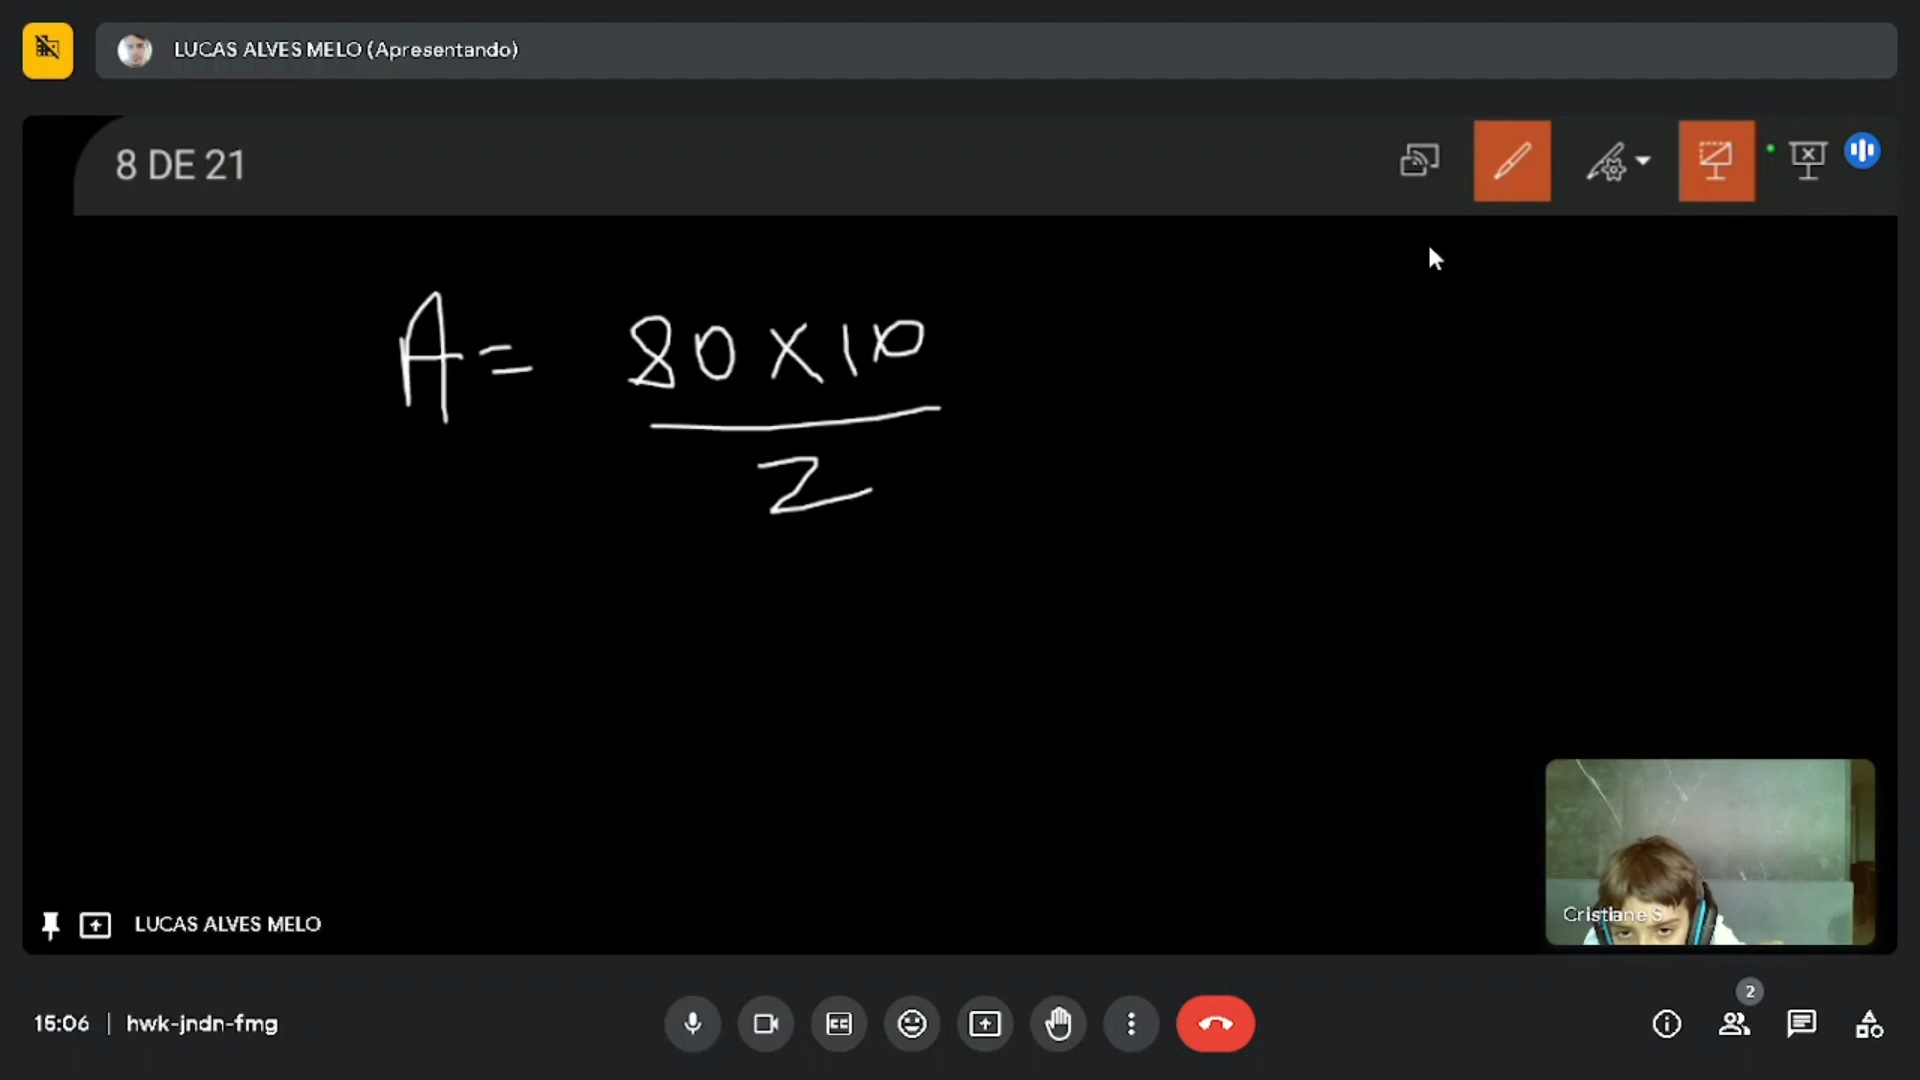 LUCAS ALVES MELO (Apresentando)
8 DE 21
A = 80 x 10
2
LUCAS ALVES MELO
Cristiane S
15:06 | hwk-jndn-fmg
CC
2